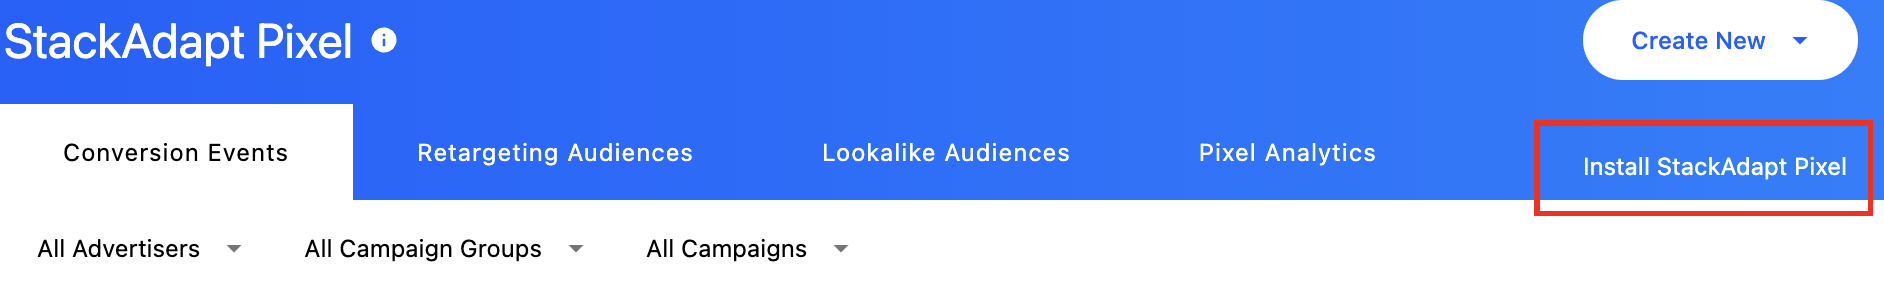 StackAdapt Pixel
Create New
Conversion Events
Retargeting Audiences
Lookalike Audiences
Pixel Analytics
Install StackAdapt Pixel
All Advertisers
All Campaign Groups
All Campaigns